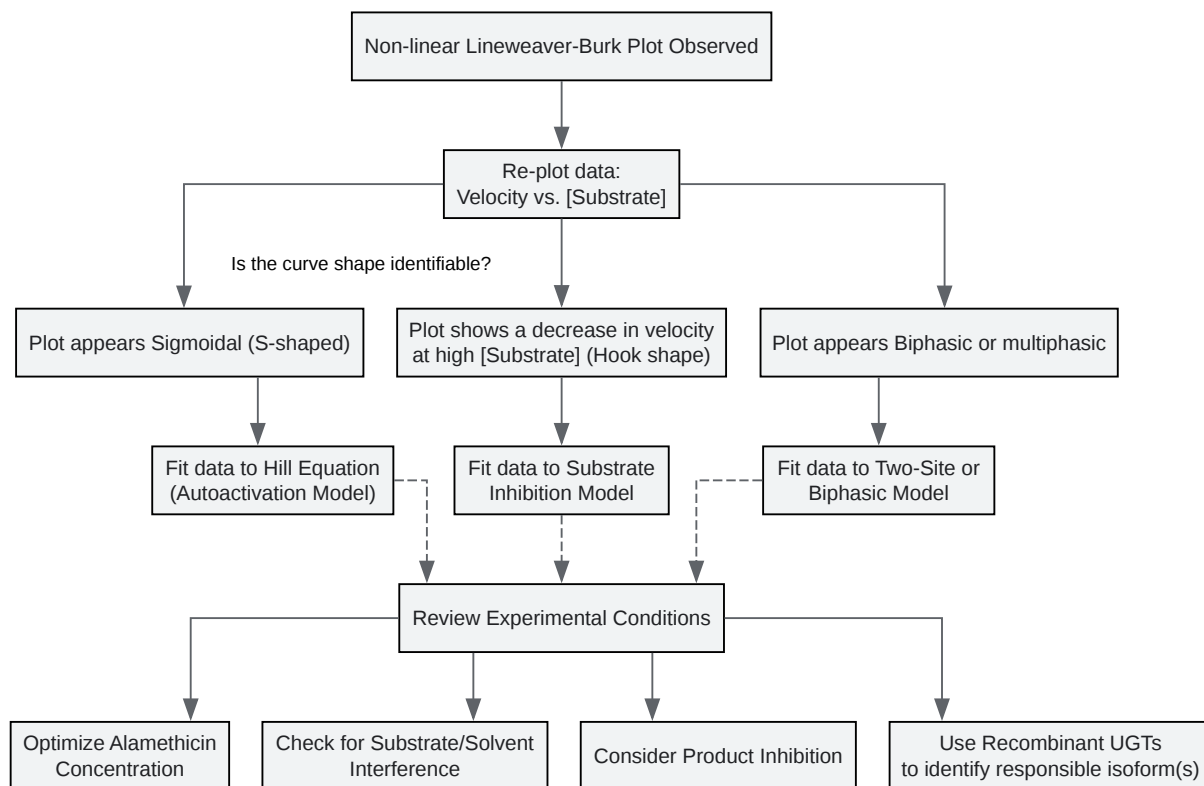 Non-linear Lineweaver-Burk Plot Observed
Re-plot data:
Velocity vs. [Substrate]
Is the curve shape identifiable?
Plot appears Sigmoidal (S-shaped)
Plot shows a decrease in velocity
at high [Substrate] (Hook shape)
Plot appears Biphasic or multiphasic
Fit data to Hill Equation
(Autoactivation Model)
Fit data to Substrate
Inhibition Model
Fit data to Two-Site or
Biphasic Model
Review Experimental Conditions
Optimize Alamethicin
Concentration
Check for Substrate/Solvent
Interference
Consider Product Inhibition
Use Recombinant UGTs
to identify responsible isoform(s)